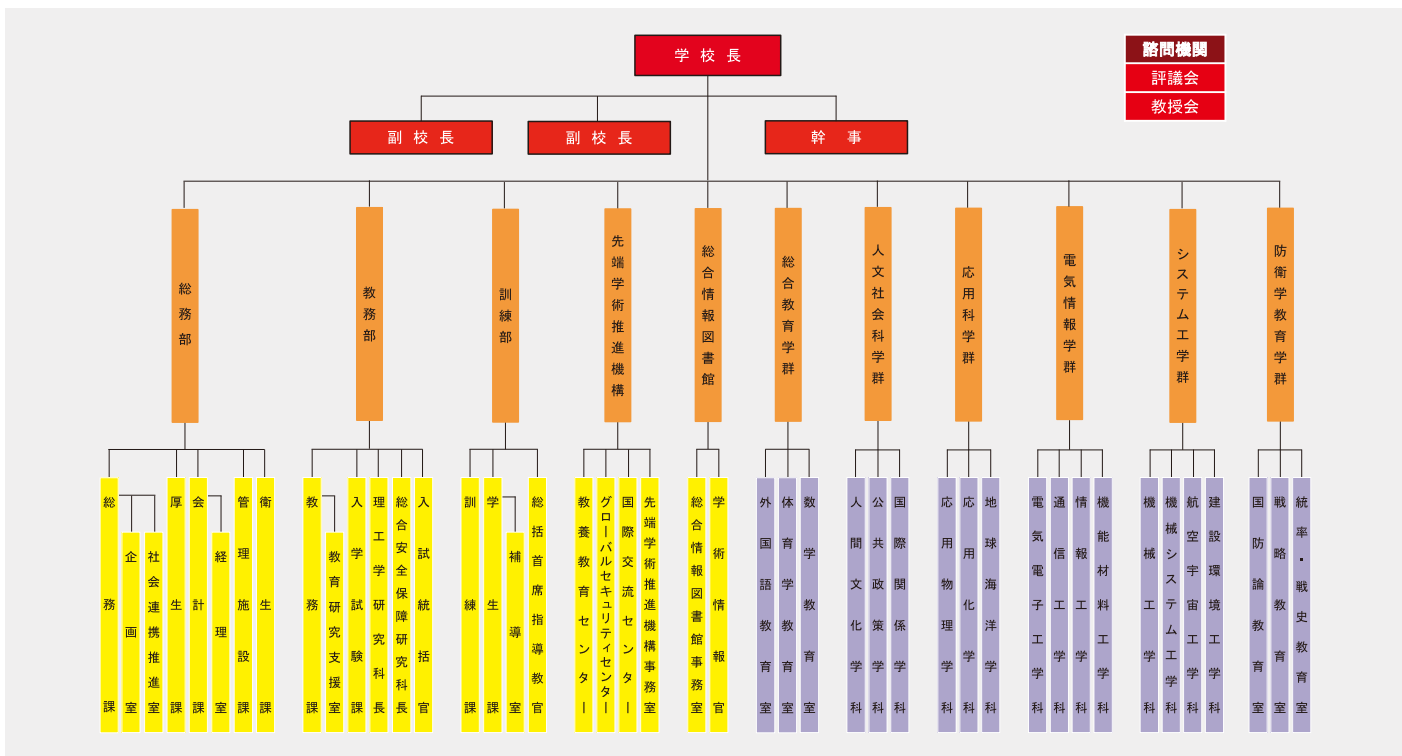 学校長
諮問機関
評議会
教授会
副校長
副校長
幹事
総務部
教務部
訓練部
先端学術推進機構
総合情報図書館
総合教育学群
人文社会科学群
応用科学群
電気情報学群
システム工学群
防衛学教育学群
総務課
企画室
社会連携推進室
厚生課
会計課
経理室
管理施設課
衛生課
教務課
教育研究支援室
入学試験課
理工学研究科長
総合安全保障研究科長
入試統括官
訓練課
学生課
補導室
総括首席指導教官
教養教育センター
グローバルセキュリティセンター
国際交流センター
先端学術推進機構事務室
総合情報図書館事務室
学術情報官
外国語教育室
体育学教育室
数学教育室
人間文化学科
公共政策学科
国際関係学科
応用物理学科
応用化学科
地球海洋学科
電気電子工学科
通信工学科
情報工学科
機能材料工学科
機械工学科
機械システム工学科
航空宇宙工学科
建設環境工学科
国防論教育室
戦略教育室
統率・戦史教育室